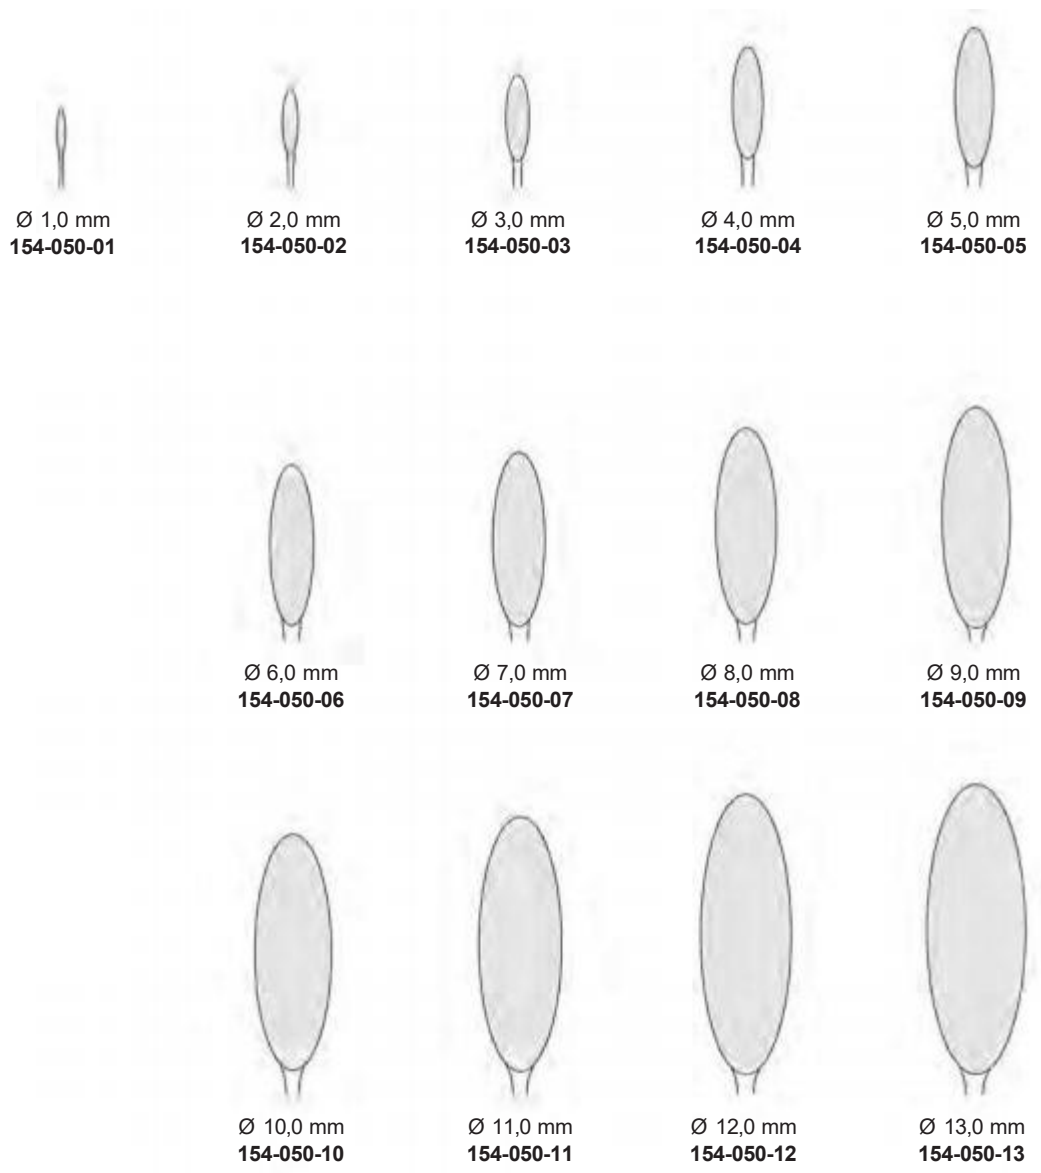 Ø 1,0 mm
154-050-01
Ø 2,0 mm
154-050-02
Ø 3,0 mm
154-050-03
Ø 4,0 mm
154-050-04
Ø 5,0 mm
154-050-05
Ø 6,0 mm
154-050-06
Ø 7,0 mm
154-050-07
Ø 8,0 mm
154-050-08
Ø 9,0 mm
154-050-09
Ø 10,0 mm
154-050-10
Ø 11,0 mm
154-050-11
Ø 12,0 mm
154-050-12
Ø 13,0 mm
154-050-13